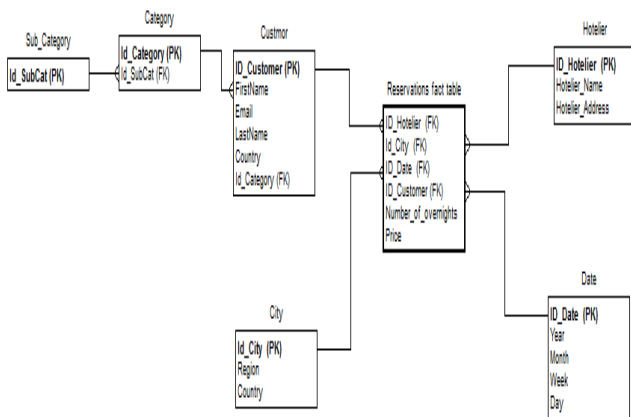 Sub_Category
Id_SubCat (PK)
Category
Id_Category (PK)
Id_SubCat (FK)
Custmor
ID_Customer (PK)
FirstName
Email
LastName
Country
Id_Category (FK)
Reservations fact table
ID_Hotelier (FK)
Id_City (FK)
ID_Date (FK)
ID_Customer (FK)
Number_of_overnights
Price
Hotelier
ID_Hotelier (PK)
Hotelier_Name
Hotelier_Address
City
Id_City (PK)
Region
Country
Date
ID_Date (PK)
Year
Month
Week
Day